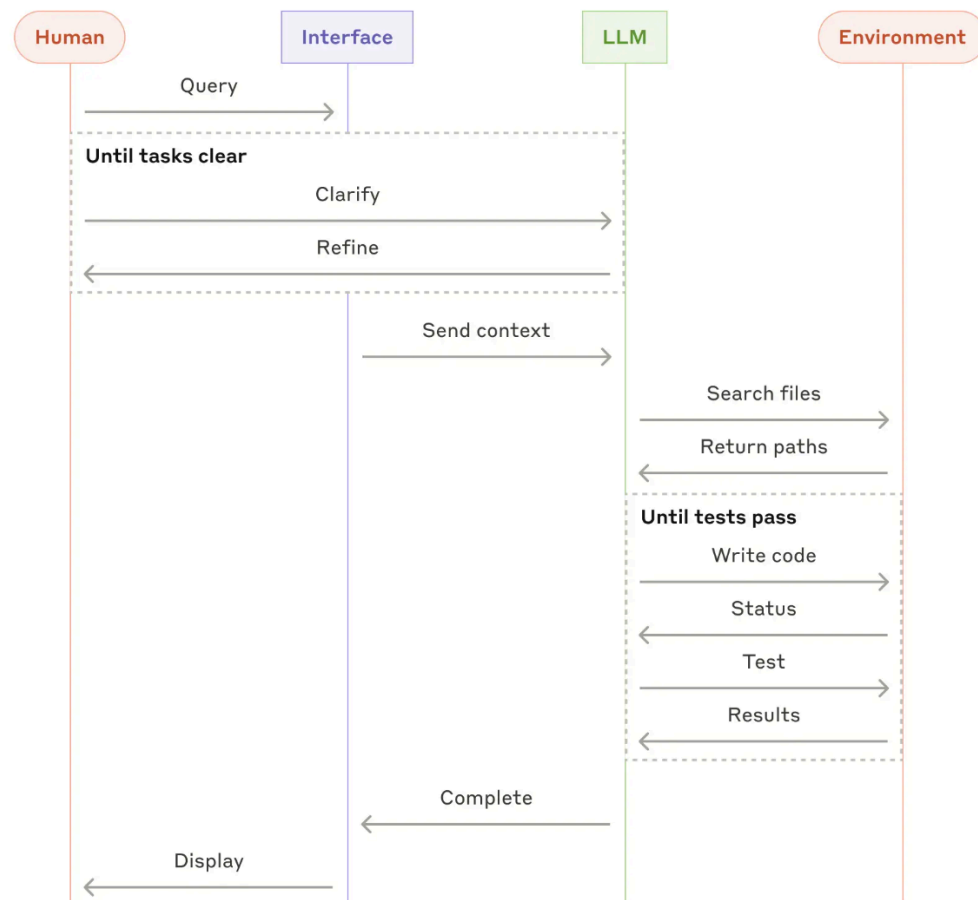 Human
Interface
LLM
Environment
Query
Until tasks clear
Clarify
Refine
Send context
Search files
Return paths
Until tests pass
Write code
Status
Test
Results
Complete
Display